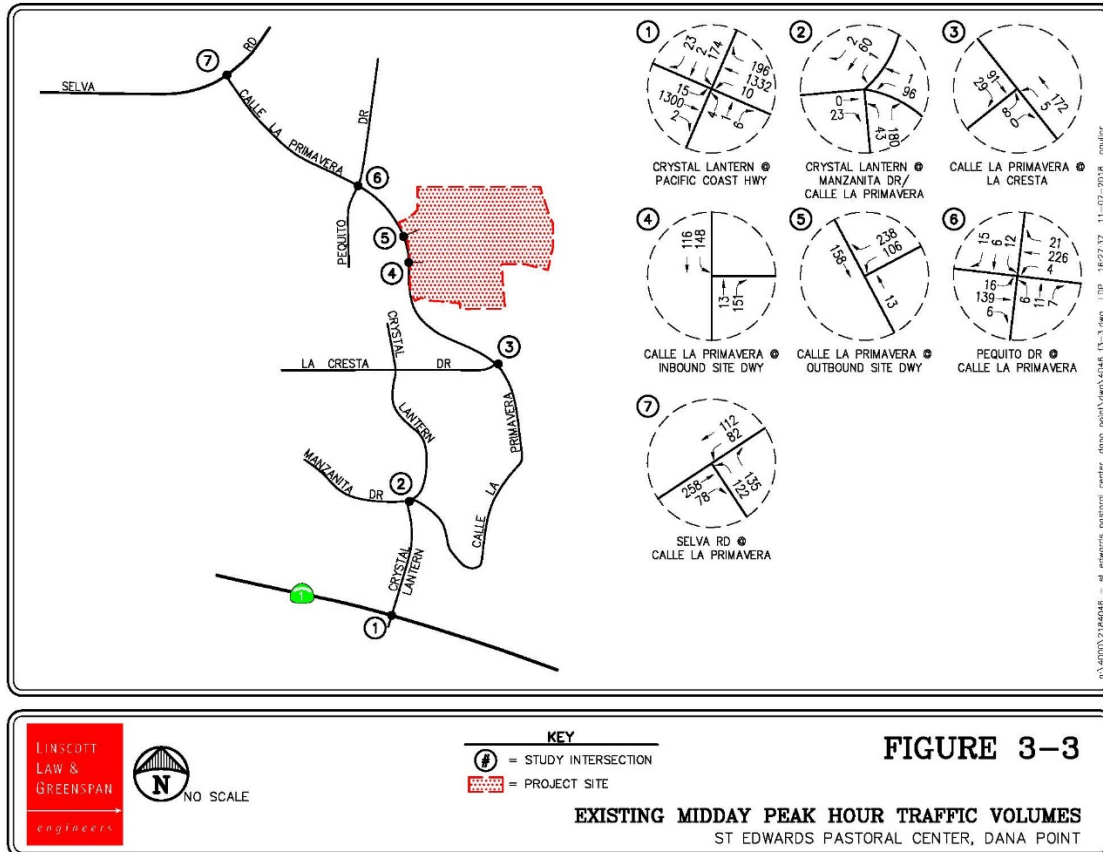 7
SELVA
RD
CALLE LA PRIMAVERA
DR
6
PEQUITO
5
4
CRYSTAL
LANTERN
LA CRESTA DR
3
PRIMAVERA
LA
CALLE
MANZANITA DR
2
CRYSTAL
LANTERN
1
1
1
23
2
174
196
1332
10
15
1300
2
4
1
6
CRYSTAL LANTERN @
PACIFIC COAST HWY
2
2
60
1
96
0
23
43
180
CRYSTAL LANTERN @
MANZANITA DR/
CALLE LA PRIMAVERA
3
91
29
172
5
8
0
CALLE LA PRIMAVERA @
LA CRESTA
4
116
148
13
151
CALLE LA PRIMAVERA @
INBOUND SITE DWY
5
158
238
106
13
CALLE LA PRIMAVERA @
OUTBOUND SITE DWY
6
15
6
12
21
226
4
16
139
6
6
11
7
PEQUITO DR @
CALLE LA PRIMAVERA
7
112
82
258
78
122
135
SELVA RD @
CALLE LA PRIMAVERA
LINSCOTT
LAW &
GREENSPAN
engineers
N
NO SCALE
KEY
# = STUDY INTERSECTION
= PROJECT SITE
FIGURE 3-3
EXISTING MIDDAY PEAK HOUR TRAFFIC VOLUMES
ST EDWARDS PASTORAL CENTER, DANA POINT